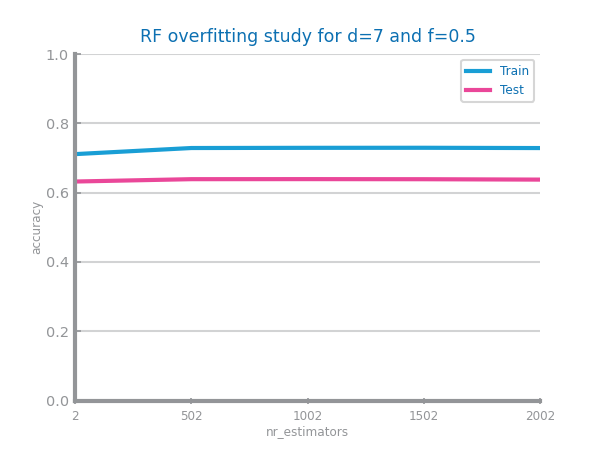 RF overfitting study for d=7 and f=0.5
1.0
Train
Test
0.8
0.6
accuracy
0.4
0.2
0.0
2 502 1002 1502 2002
nr_estimators